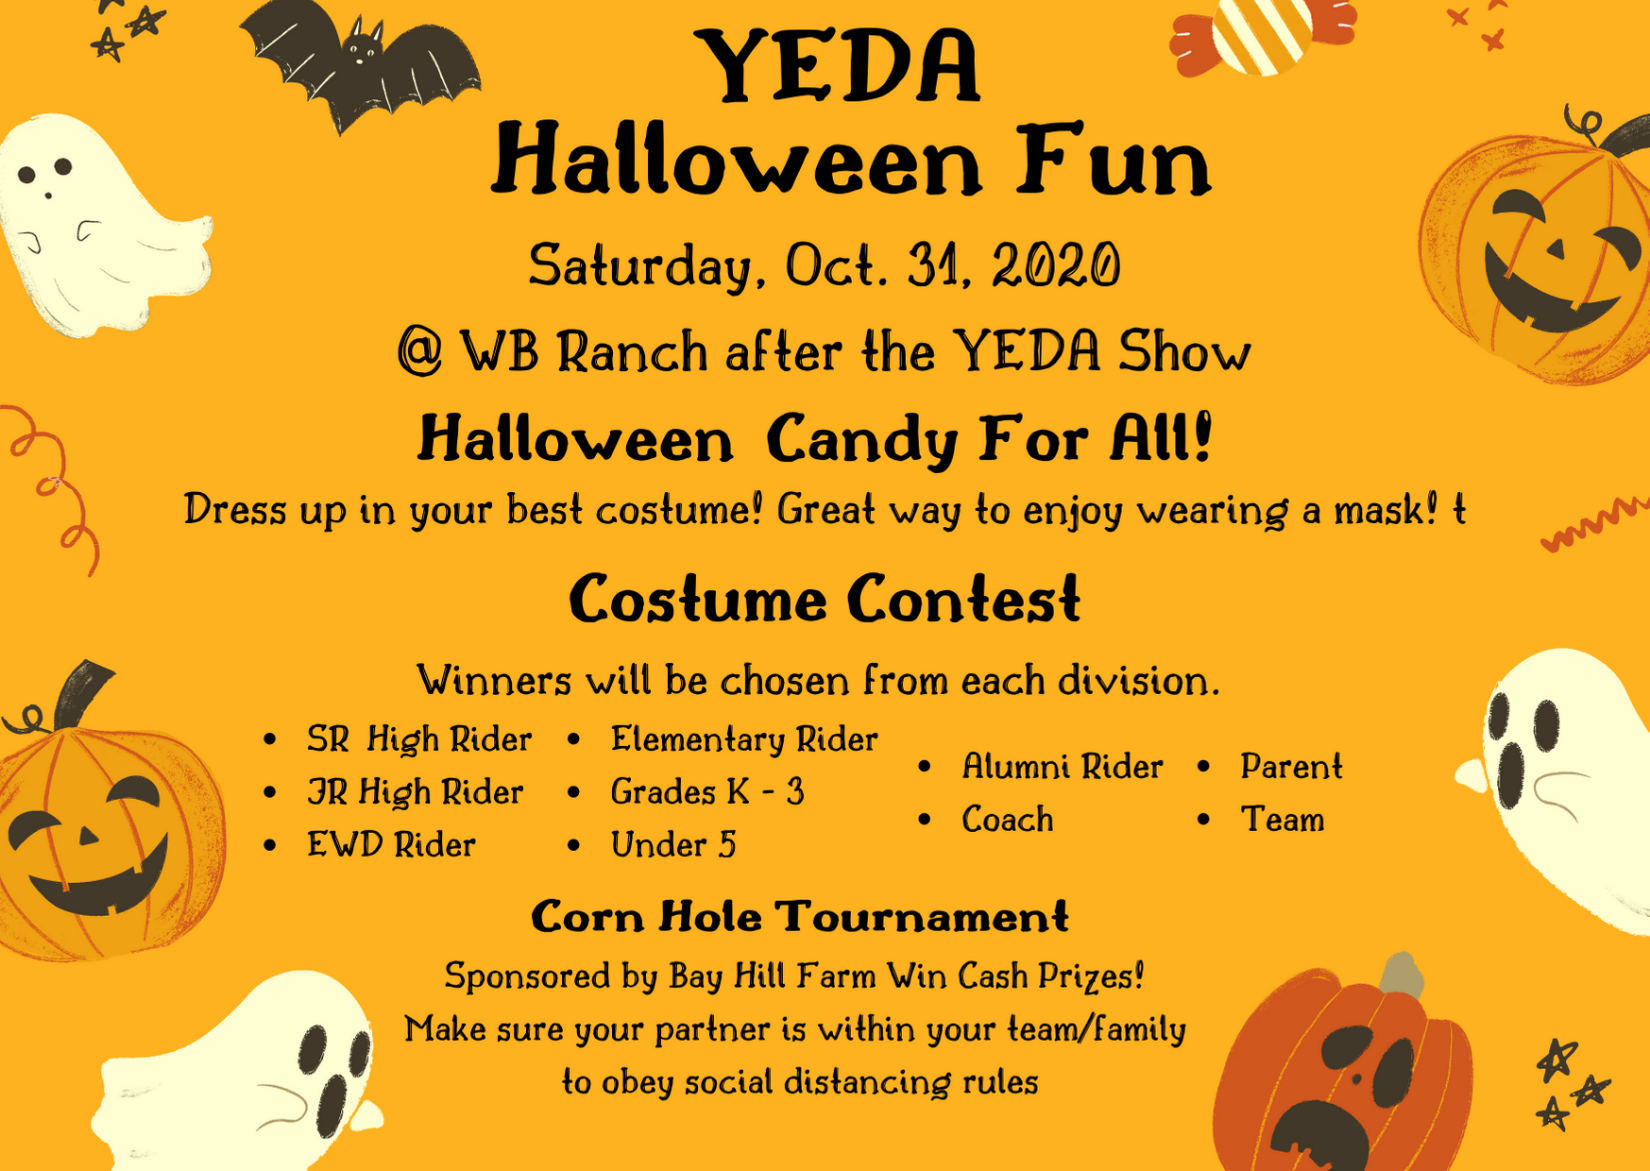 YEDA
Halloween Fun
Saturday, Oct. 31, 2020
@ WB Ranch after the YEDA Show
Halloween Candy For All!
Dress up in your best costume! Great way to enjoy wearing a mask! t
Costume Contest
Winners will be chosen from each division.
• SR High Rider
• JR High Rider
• EWD Rider
• Elementary Rider
• Grades K - 3
• Under 5
• Alumni Rider
• Coach
• Parent
• Team
Corn Hole Tournament
Sponsored by Bay Hill Farm Win Cash Prizes!
Make sure your partner is within your team/family
to obey social distancing rules